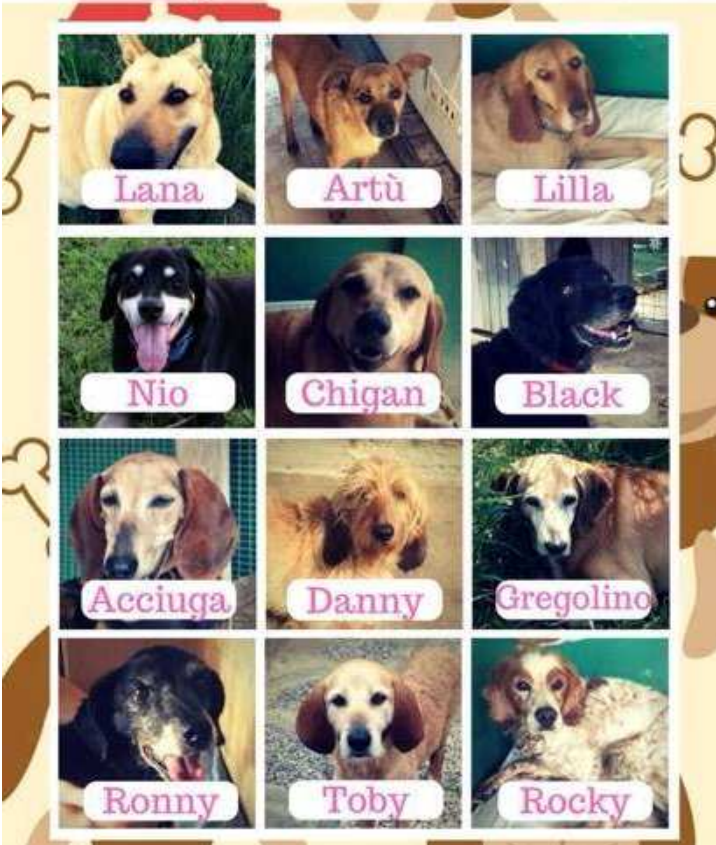 Lana
Artù
Lilla
Nio
Chigan
Black
Acciuga
Danny
Gregolino
Ronny
Toby
Rocky